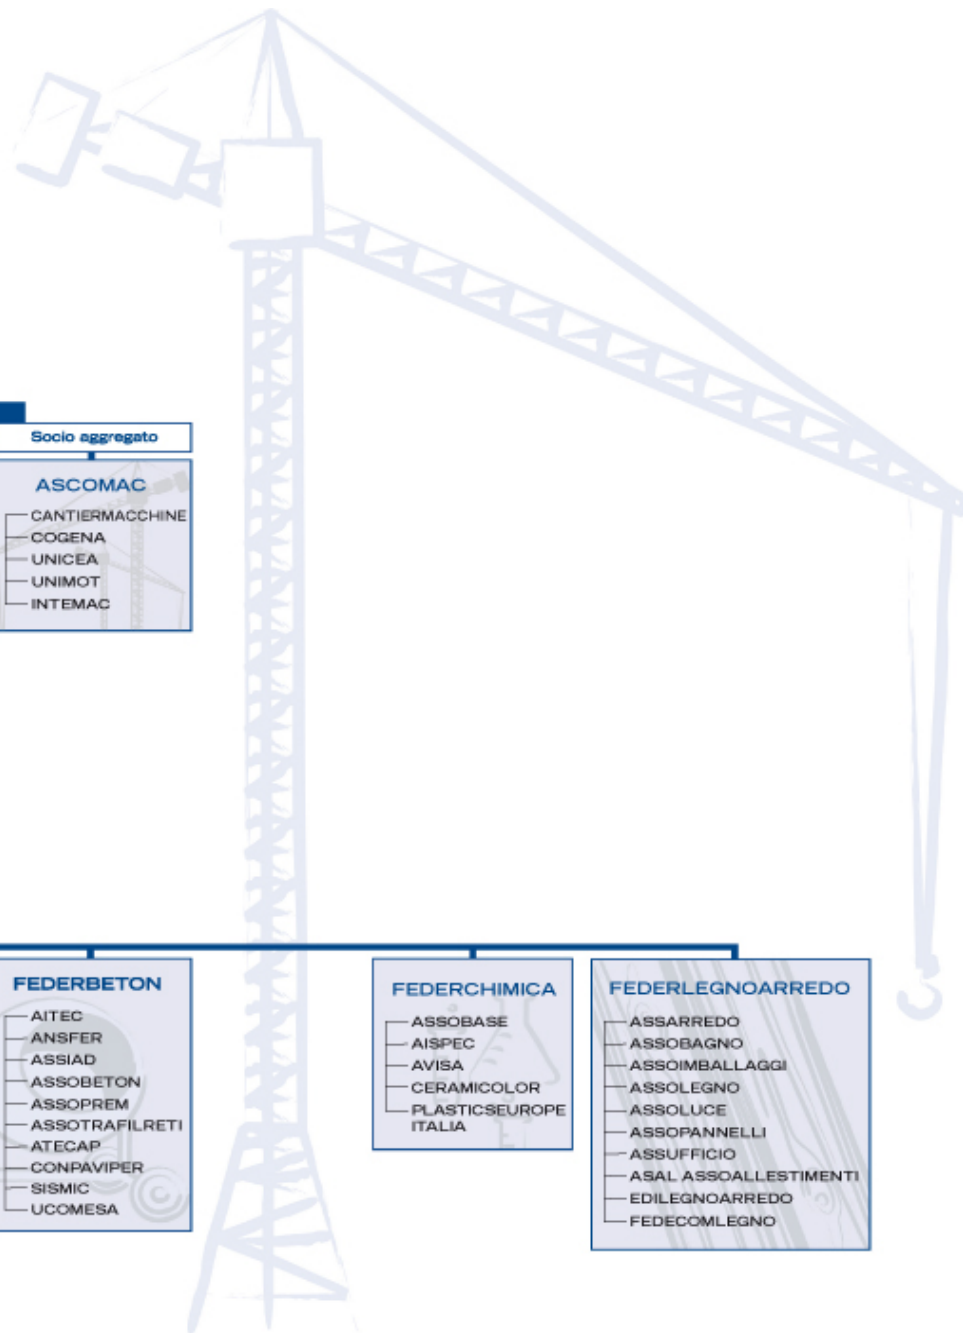 Socio aggregato
ASCOMAC
CANTIERMACCHINE
COGENA
UNICEA
UNIMOT
INTEMAC
FEDERBETON
AITEC
ANSFER
ASSIAD
ASSOBETON
ASSOPREM
ASSOTRAFILRETI
ATECAP
CONPAVIPER
SISMIC
UCOMESA
FEDERCHIMICA
ASSOBASE
AISPEC
AVISA
CERAMICOLOR
PLASTICSEUROPE
ITALIA
FEDERLEGNOARREDO
ASSARREDO
ASSOBAGNO
ASSOIMBALLAGGI
ASSOLEGNO
ASSOLUCE
ASSOPANNELLI
ASSUFFICIO
ASAL ASSOALLESTIMENTI
EDILEGNOARREDO
FEDECOMLEGNO